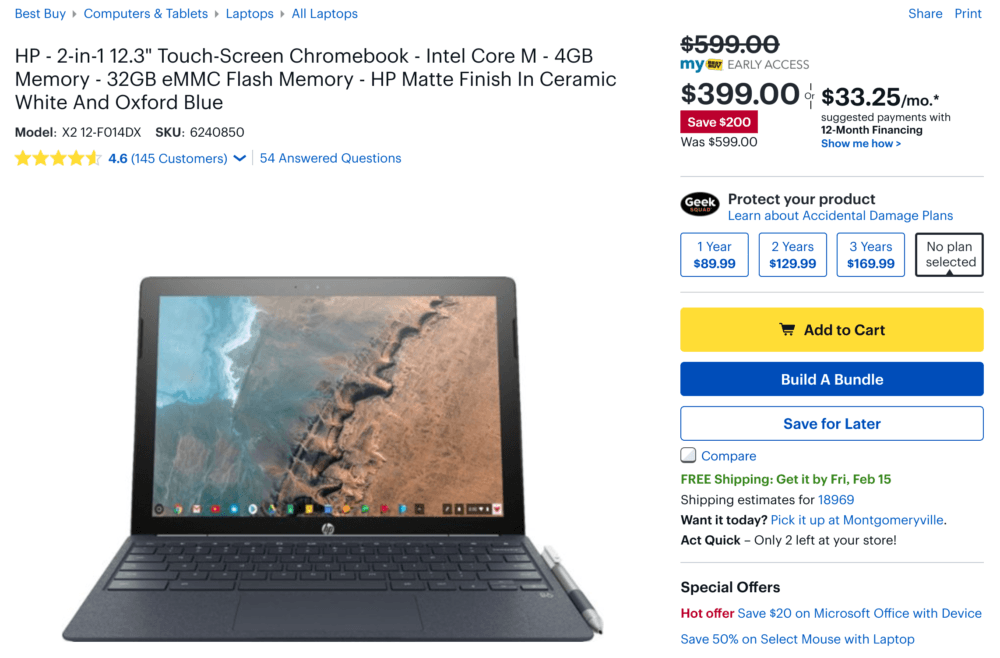 Best Buy Computers & Tablets Laptops All Laptops
Share Print
HP - 2-in-1 12.3" Touch-Screen Chromebook - Intel Core M - 4GB
Memory - 32GB eMMC Flash Memory - HP Matte Finish In Ceramic
White And Oxford Blue
Model: X2 12-F014DX SKU: 6240850
4.6 (145 Customers) 54 Answered Questions
hp
$599.00
my BEST BUY EARLY ACCESS
$399.00 or $33.25/mo.*
Save $200
Was $599.00
suggested payments with
12-Month Financing
Show me how >
Geek
SQUAD
Protect your product
Learn about Accidental Damage Plans
1 Year
$89.99
2 Years
$129.99
3 Years
$169.99
No plan
selected
Add to Cart
Build A Bundle
Save for Later
Compare
FREE Shipping: Get it by Fri, Feb 15
Shipping estimates for 18969
Want it today? Pick it up at Montgomeryville.
Act Quick – Only 2 left at your store!
Special Offers
Hot offer Save $20 on Microsoft Office with Device
Save 50% on Select Mouse with Laptop